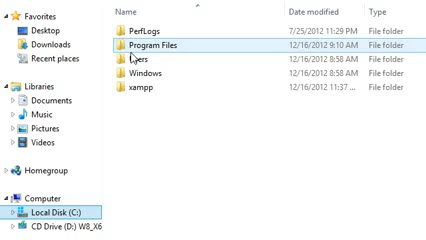 Favorites
Desktop
Downloads
Recent places
Libraries
Documents
Music
Pictures
Videos
Homegroup
Computer
Local Disk (C:)
CD Drive (D:) W8_X6
Name Date modified Type
PerfLogs 7/25/2012 11:29 PM File folder
Program Files 12/16/2012 9:10 AM File folder
ers 12/16/2012 8:58 AM File folder
Windows 12/16/2012 8:58 AM File folder
xampp 12/16/2012 11:37 ... File folder